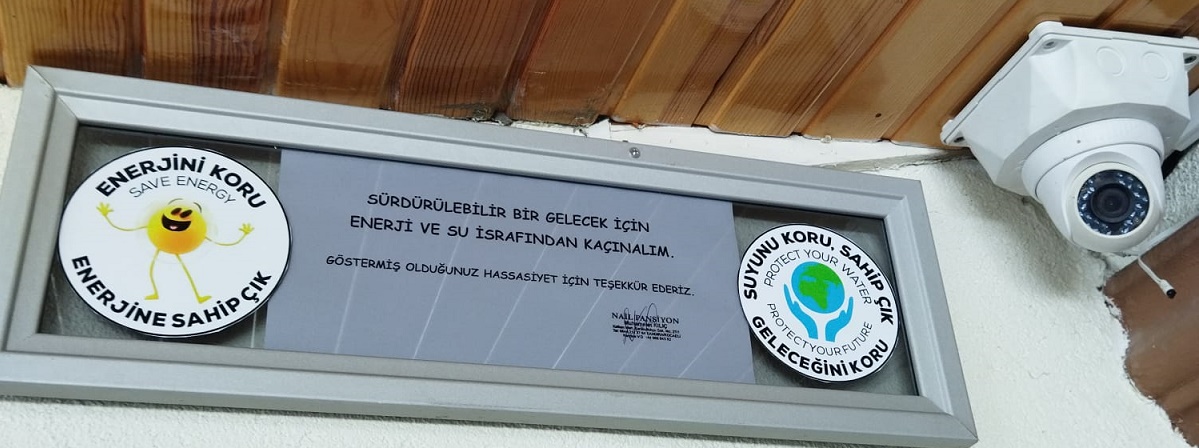 ENERJİNİ KORU
SAVE ENERGY
ENERJİNE SAHİP ÇIK
SÜRDÜRÜLEBİLİR BİR GELECEK İÇİN
ENERJİ VE SU İSRAFINDAN KAÇINALIM.
GÖSTERMİŞ OLDUĞUNUZ HASSASİYET İÇİN TEŞEKKÜR EDERİZ.
NAİL PANSİYON
SUYUNU KORU, SAHİP ÇIK
PROTECT YOUR WATER
PROTECT YOUR FUTURE
GELECEĞİNİ KORU